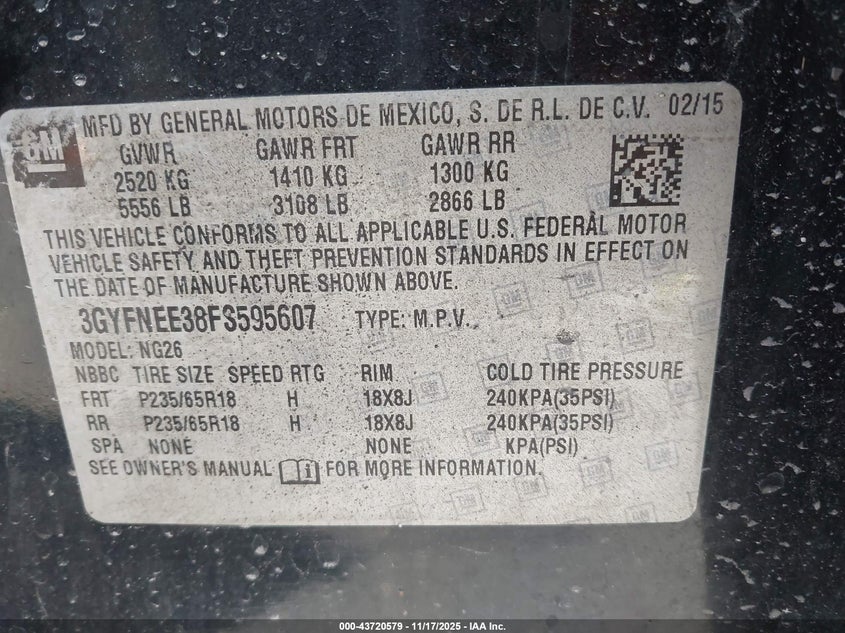 GM MFD BY GENERAL MOTORS DE MEXICO, S. DE R.L. DE C.V. 02/15
GVWR GAWR FRT GAWR RR
2520 KG 1410 KG 1300 KG
5556 LB 3108 LB 2866 LB
THIS VEHICLE CONFORMS TO ALL APPLICABLE U.S. FEDERAL MOTOR
VEHICLE SAFETY AND THEFT PREVENTION STANDARDS IN EFFECT ON
THE DATE OF MANUFACTURE SHOWN ABOVE.
3GYFNEE38FS595607 TYPE: M.P.V.
MODEL: NG26
NBBC TIRE SIZE SPEED RTG RIM COLD TIRE PRESSURE
FRT P235/65R18 H 18X8J 240KPA(35PSI)
RR P235/65R18 H 18X8J 240KPA(35PSI)
SPA NONE NONE KPA(PSI)
SEE OWNER'S MANUAL FOR MORE INFORMATION.
000-43720579 - 11/17/2025 - IAA Inc.